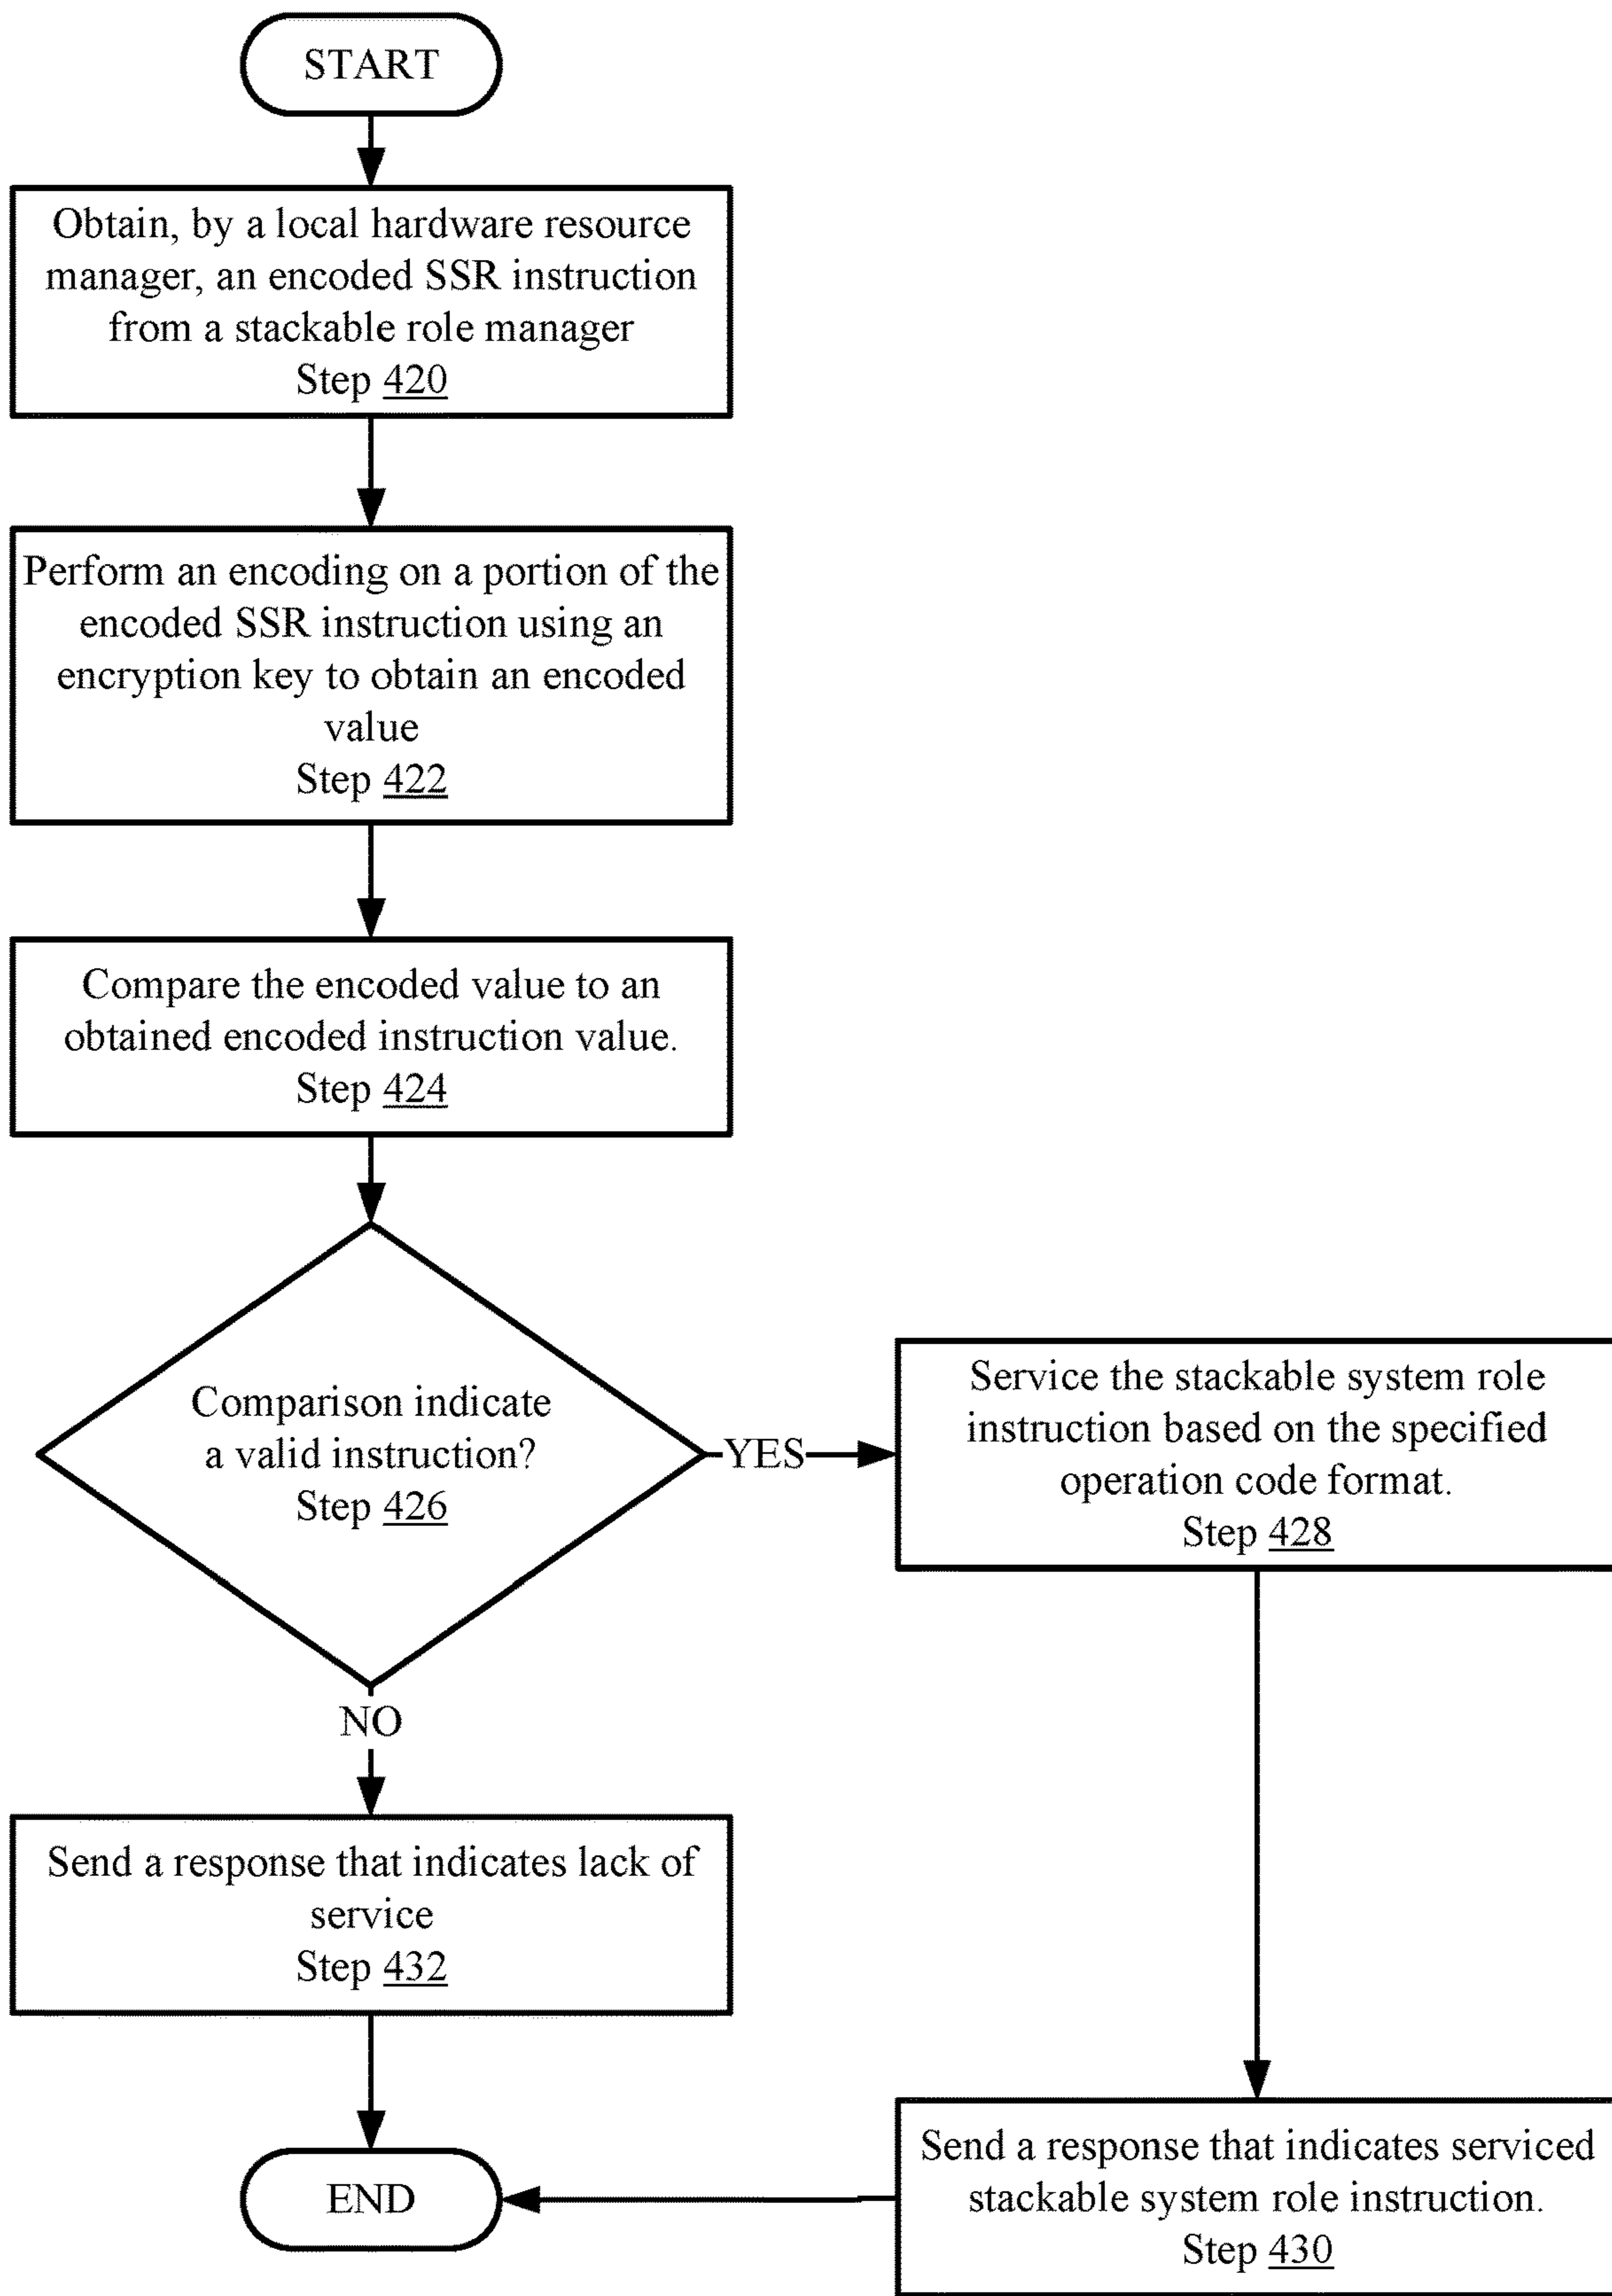 START
Obtain, by a local hardware resource
manager, an encoded SSR instruction
from a stackable role manager
Step 420
Perform an encoding on a portion of the
encoded SSR instruction using an
encryption key to obtain an encoded
value
Step 422
Compare the encoded value to an
obtained encoded instruction value.
Step 424
Comparison indicate
a valid instruction?
Step 426
YES
Service the stackable system role
instruction based on the specified
operation code format.
Step 428
NO
Send a response that indicates lack of
service
Step 432
Send a response that indicates serviced
stackable system role instruction.
Step 430
END